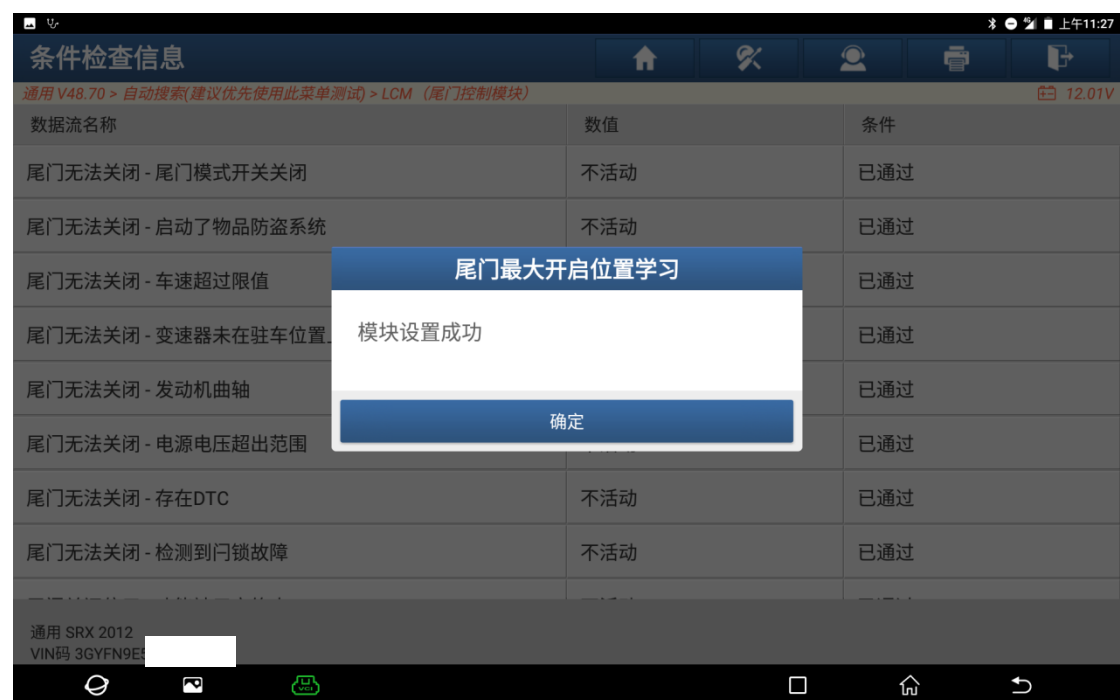 4G 上午11:27
条件检查信息
通用 V48.70 > 自动搜索(建议优先使用此菜单测试) > LCM（尾门控制模块） 12.01V
数据流名称 数值 条件
尾门无法关闭 - 尾门模式开关关闭 不活动 已通过
尾门无法关闭 - 启动了物品防盗系统 不活动 已通过
尾门最大开启位置学习
尾门无法关闭 - 车速超过限值 已通过
模块设置成功
尾门无法关闭 - 变速器未在驻车位置 已通过
尾门无法关闭 - 发动机曲轴 已通过
确定
尾门无法关闭 - 电源电压超出范围 已通过
尾门无法关闭 - 存在DTC 不活动 已通过
尾门无法关闭 - 检测到闩锁故障 不活动 已通过
通用 SRX 2012
VIN码 3GYFN9E5
VCI